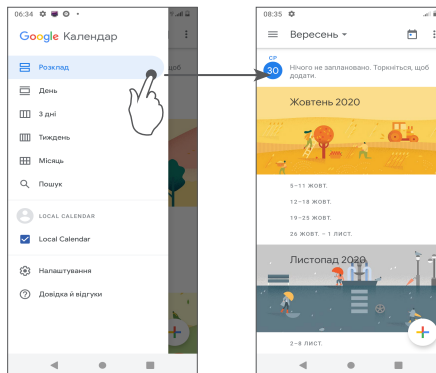 06:34
Google Календар
Розклад
День
3 дні
Тиждень
Місяць
Пошук
LOCAL CALENDAR
Local Calendar
Налаштування
Довідка й відгуки
щоб
08:35
Вересень
СР
30
Нічого не заплановано. Торкніться, щоб
додати.
Жовтень 2020
5–11 ЖОВТ.
12–18 ЖОВТ.
19–25 ЖОВТ.
26 ЖОВТ. – 1 ЛИСТ.
Листопад 2020
2–8 ЛИСТ.